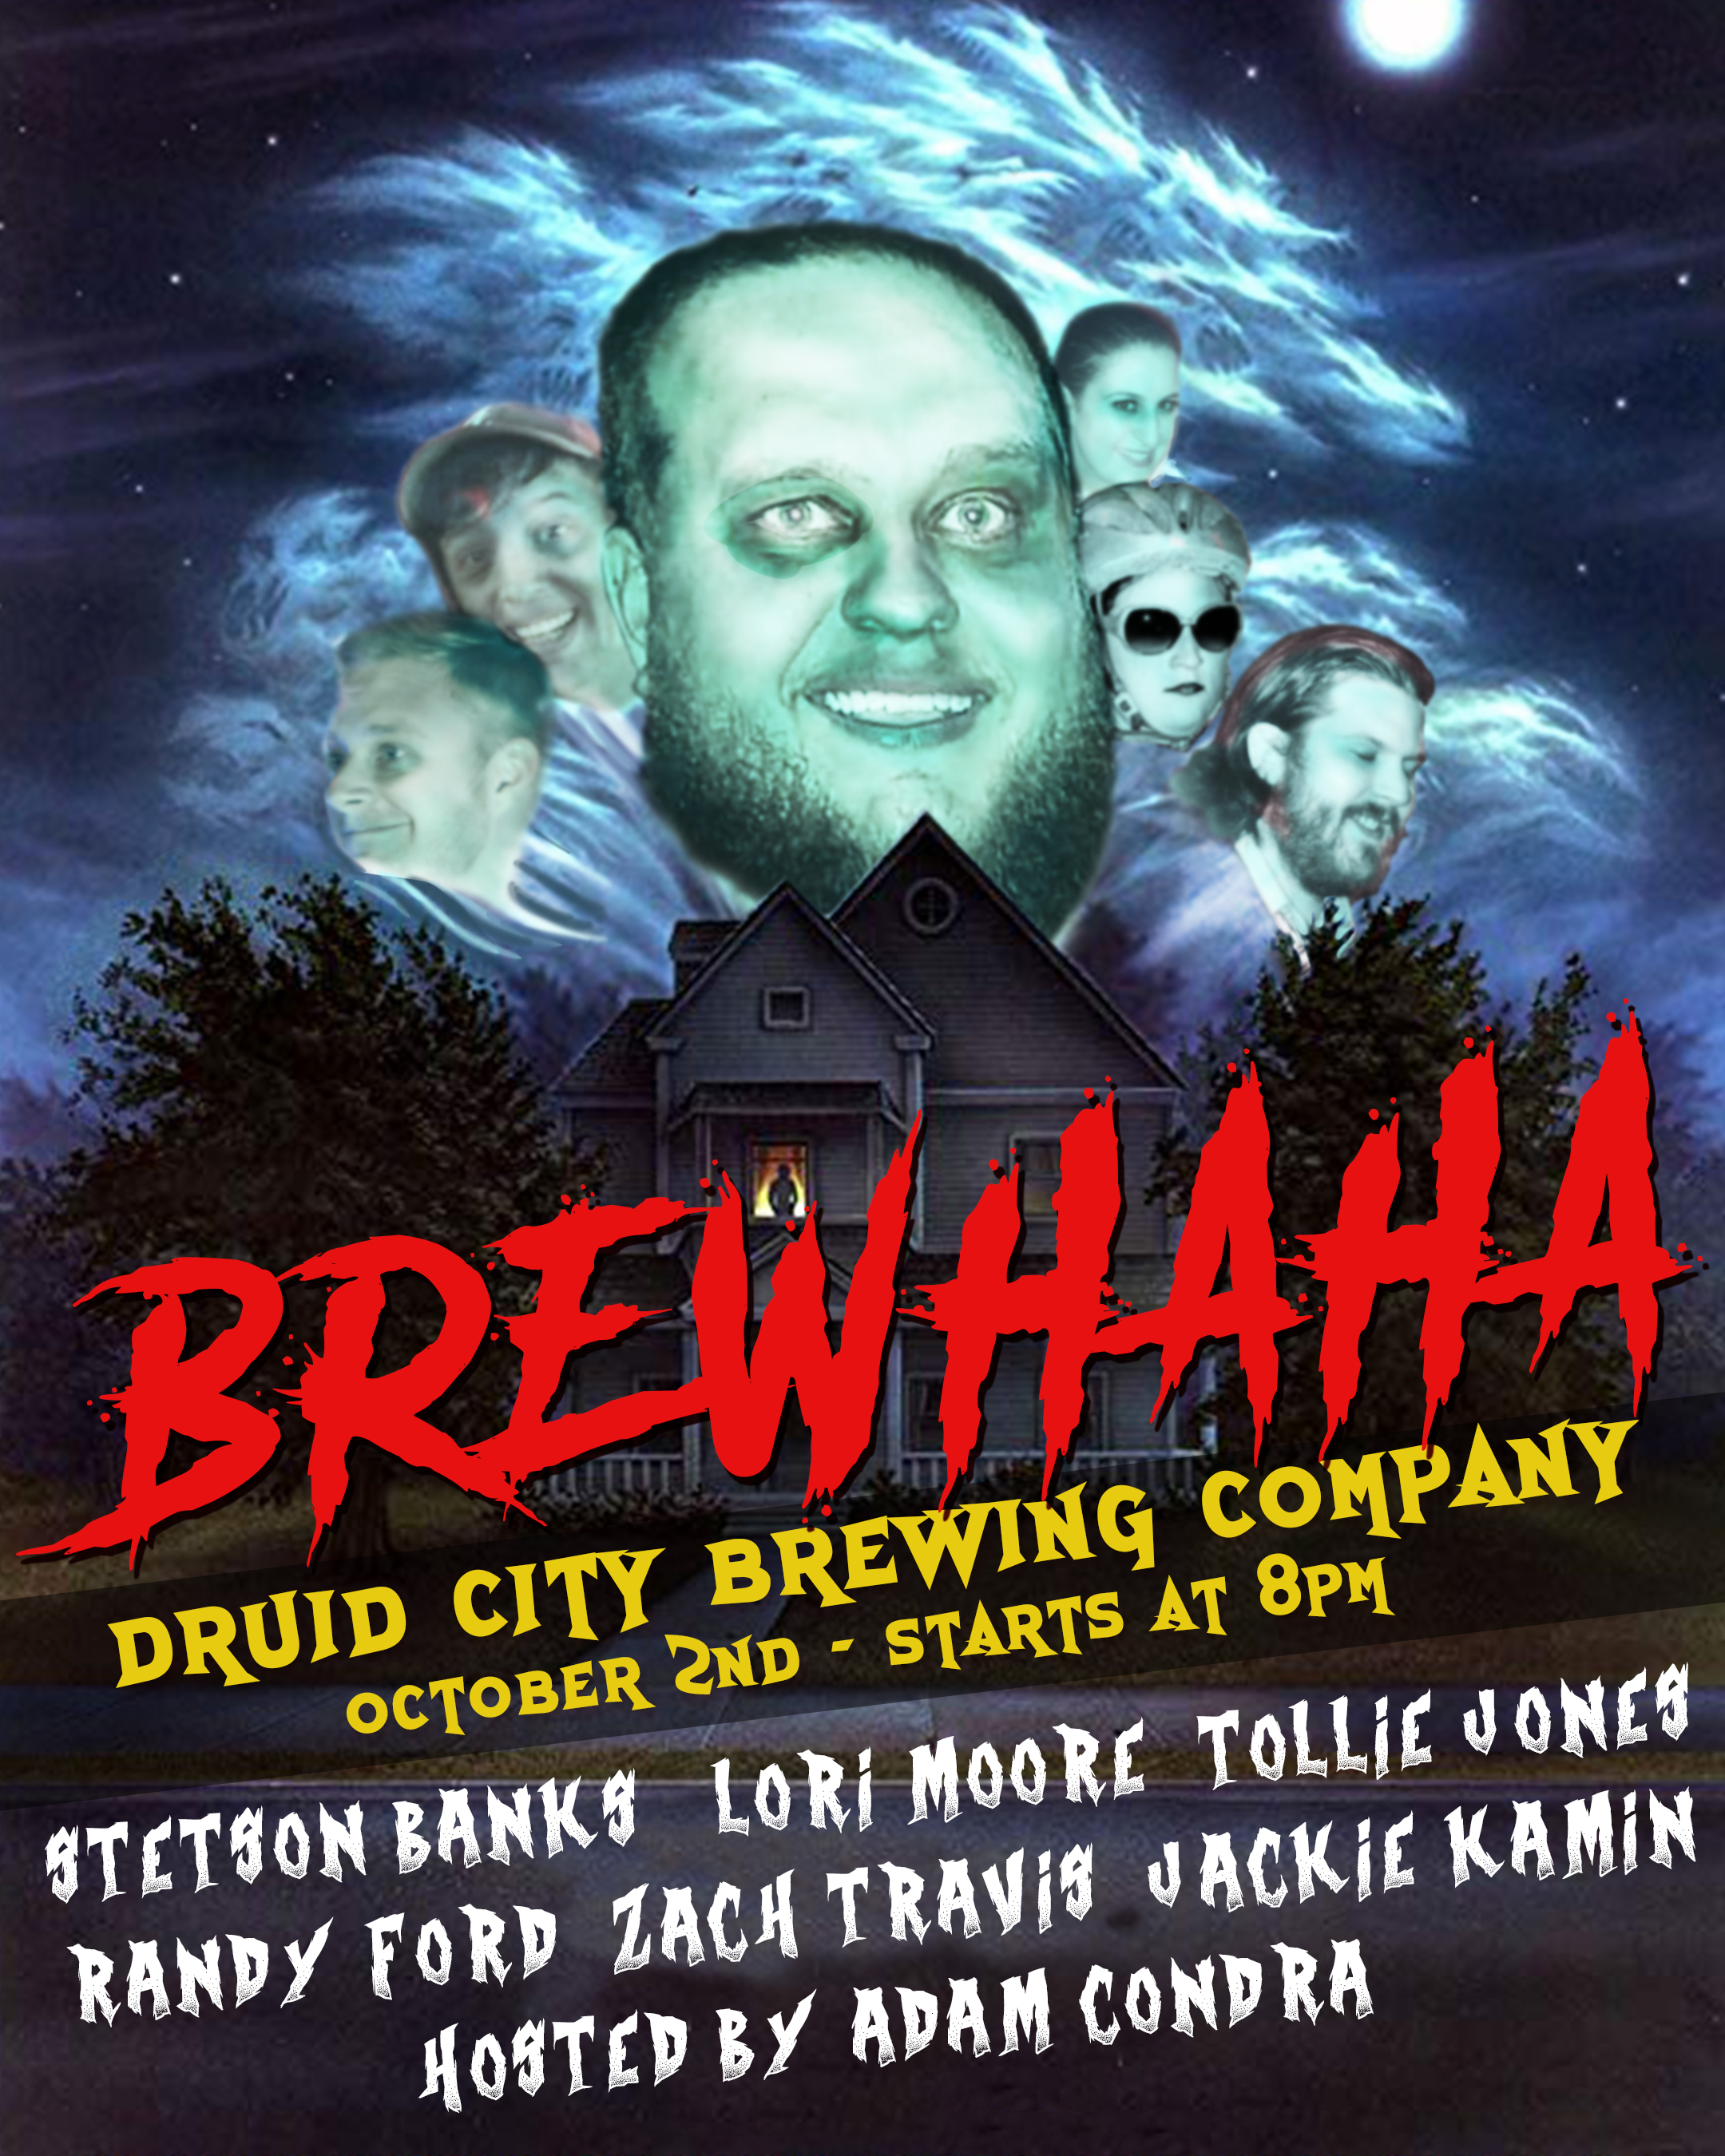 BREWHAHA
DRUID CITY BREWING COMPANY
OCTOBER 2ND - STARTS AT 8PM
STETSON BANKS LORI MOORE TOLLIE JONES
RANDY FORD ZACH TRAVIS JACKIE KAMIN
HOSTED BY ADAM CONDRA